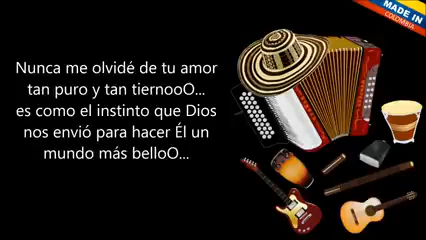 MADE IN
COLOMBIA
Nunca me olvidé de tu amor
tan puro y tan tiernooO...
es como el instinto que Dios
nos envió para hacer Él un
mundo más belloO...